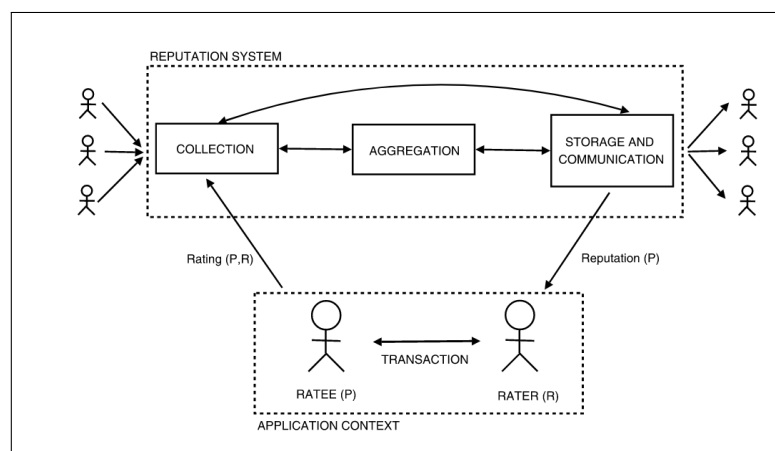 REPUTATION SYSTEM
COLLECTION
AGGREGATION
STORAGE AND
COMMUNICATION
Rating (P,R)
Reputation (P)
TRANSACTION
RATEE (P)
RATER (R)
APPLICATION CONTEXT